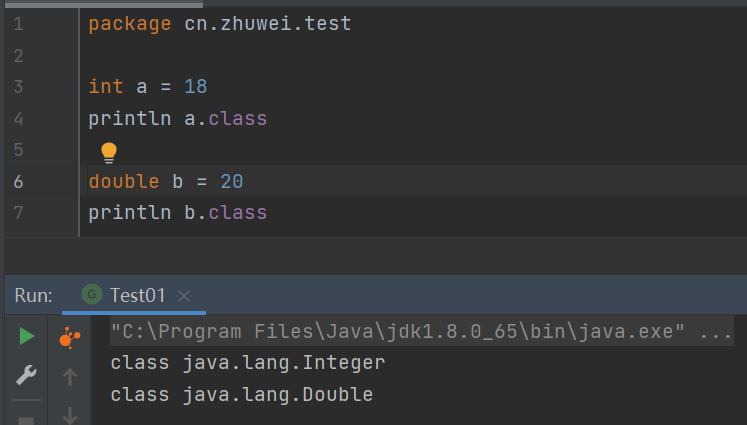 1 package cn.zhuwei.test
2
3 int a = 18
4 println a.class
5
6 double b = 20
7 println b.class
Run: G Test01 ×
"C:\Program Files\Java\jdk1.8.0_65\bin\java.exe" ...
class java.lang.Integer
class java.lang.Double